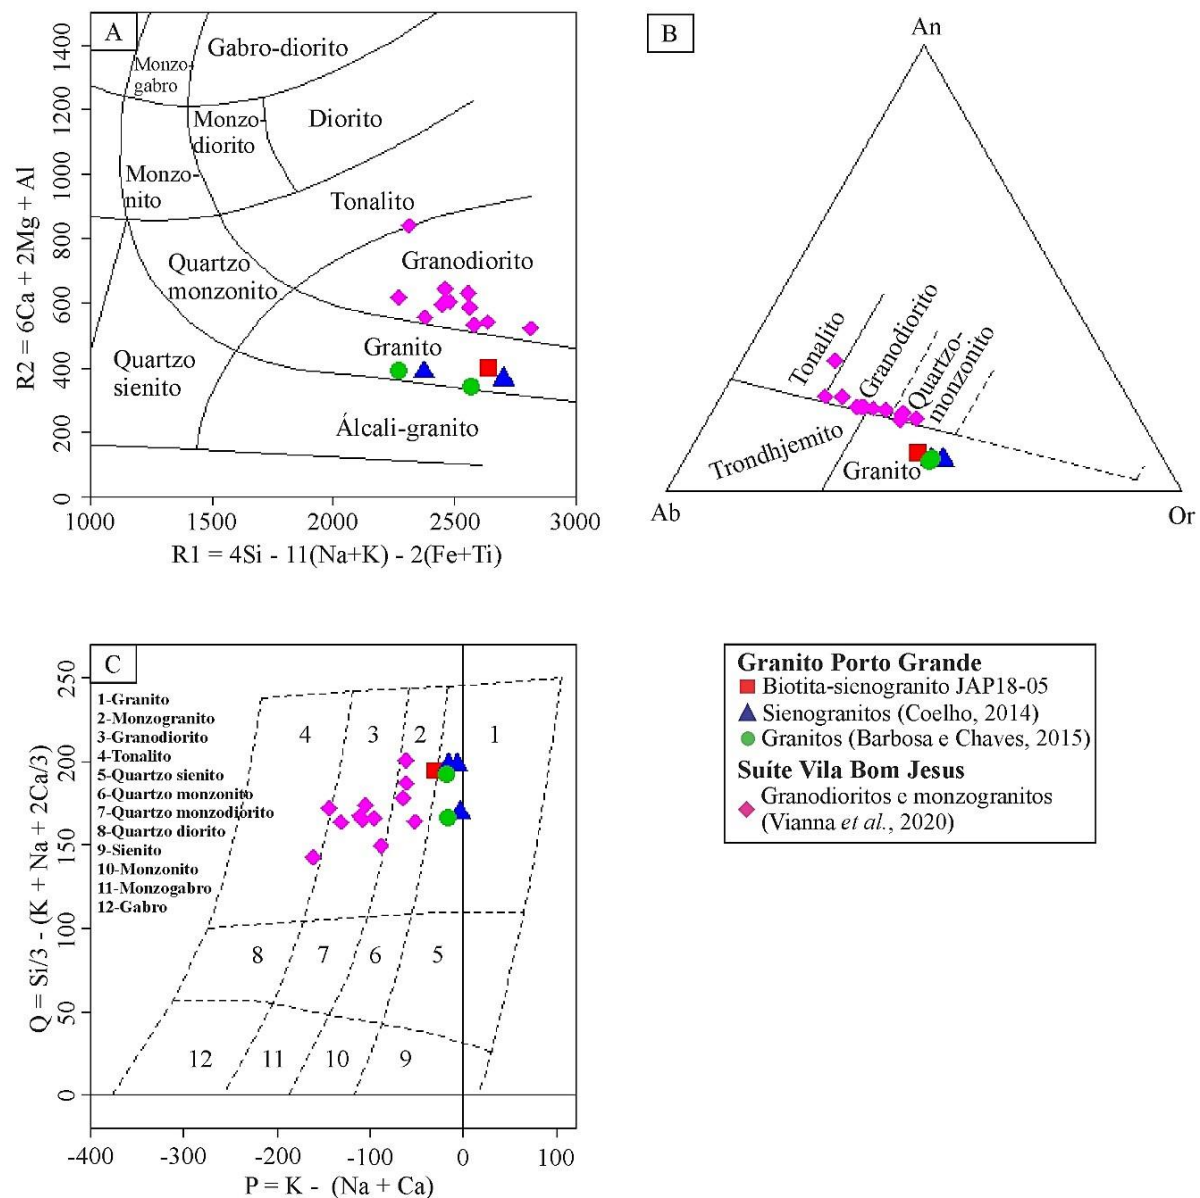 A
1400
1200
1000
800
600
400
200
0
R2 = 6Ca + 2Mg + Al
Gabro-diorito
Monzo-
gabro
Monzo-
diorito
Diorito
Monzo-
nito
Tonalito
Quartzo
monzonito
Granodiorito
Quartzo
sienito
Granito
Álcali-granito
1000 1500 2000 2500 3000
R1 = 4Si - 11(Na+K) - 2(Fe+Ti)
B
An
Tonalito
Granodiorito
Quartzo-
monzonito
Trondhjemito
Granito
Ab
Or
C
250
200
150
100
50
0
Q = Si/3 - (K + Na + 2Ca/3)
1-Granito
2-Monzogranito
3-Granodiorito
4-Tonalito
5-Quartzo sienito
6-Quartzo monzonito
7-Quartzo monzodiorito
8-Quartzo diorito
9-Sienito
10-Monzonito
11-Monzogabro
12-Gabro
4 3 2 1
8 7 6 5
12 11 10 9
-400 -300 -200 -100 0 100
P = K - (Na + Ca)
Granito Porto Grande
Biotita-sienogranito JAP18-05
Sienogranitos (Coelho, 2014)
Granitos (Barbosa e Chaves, 2015)
Suíte Vila Bom Jesus
Granodioritos e monzogranitos
(Vianna et al., 2020)